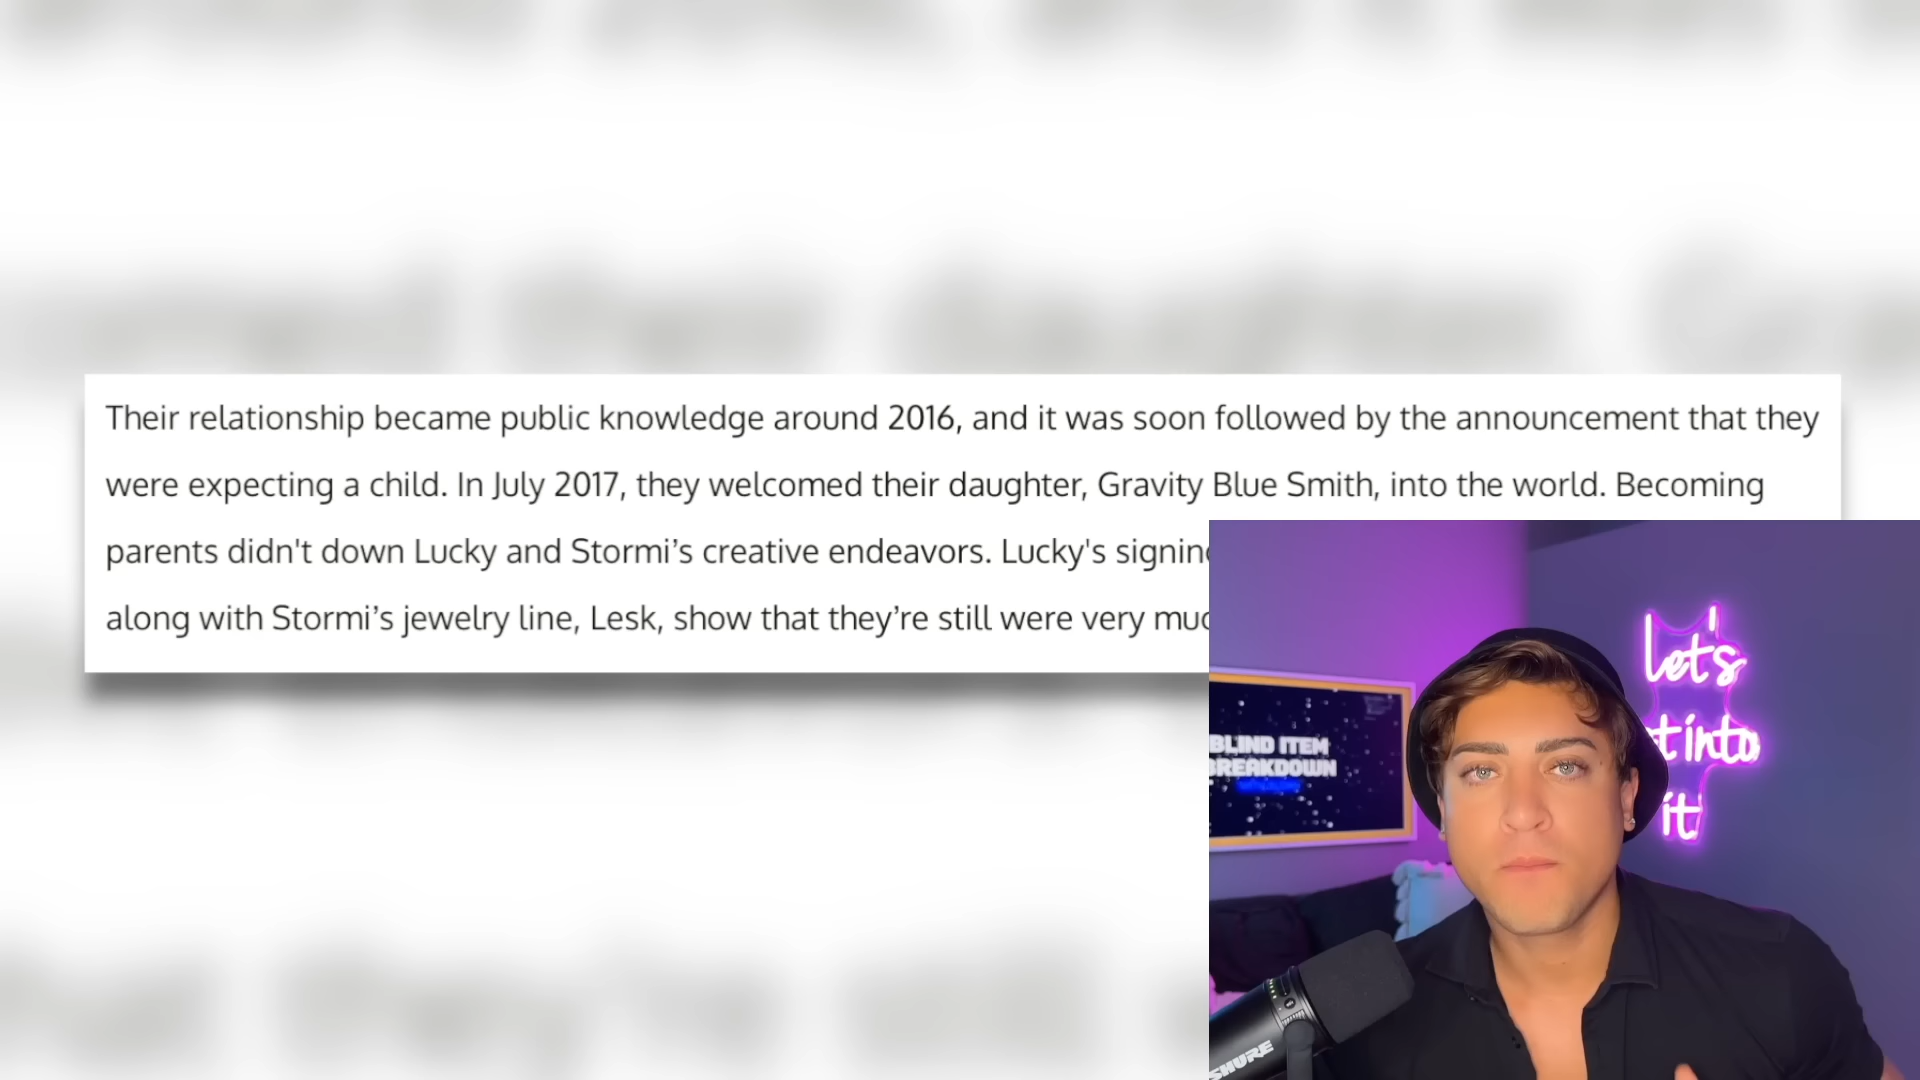 Their relationship became public knowledge around 2016, and it was soon followed by the announcement that they
were expecting a child. In July 2017, they welcomed their daughter, Gravity Blue Smith, into the world. Becoming
parents didn't down Lucky and Stormi’s creative endeavors. Lucky's signing
along with Stormi’s jewelry line, Lesk, show that they’re still were very muc
BLIND ITEM
BREAKDOWN
let's
t into
it
SHURE